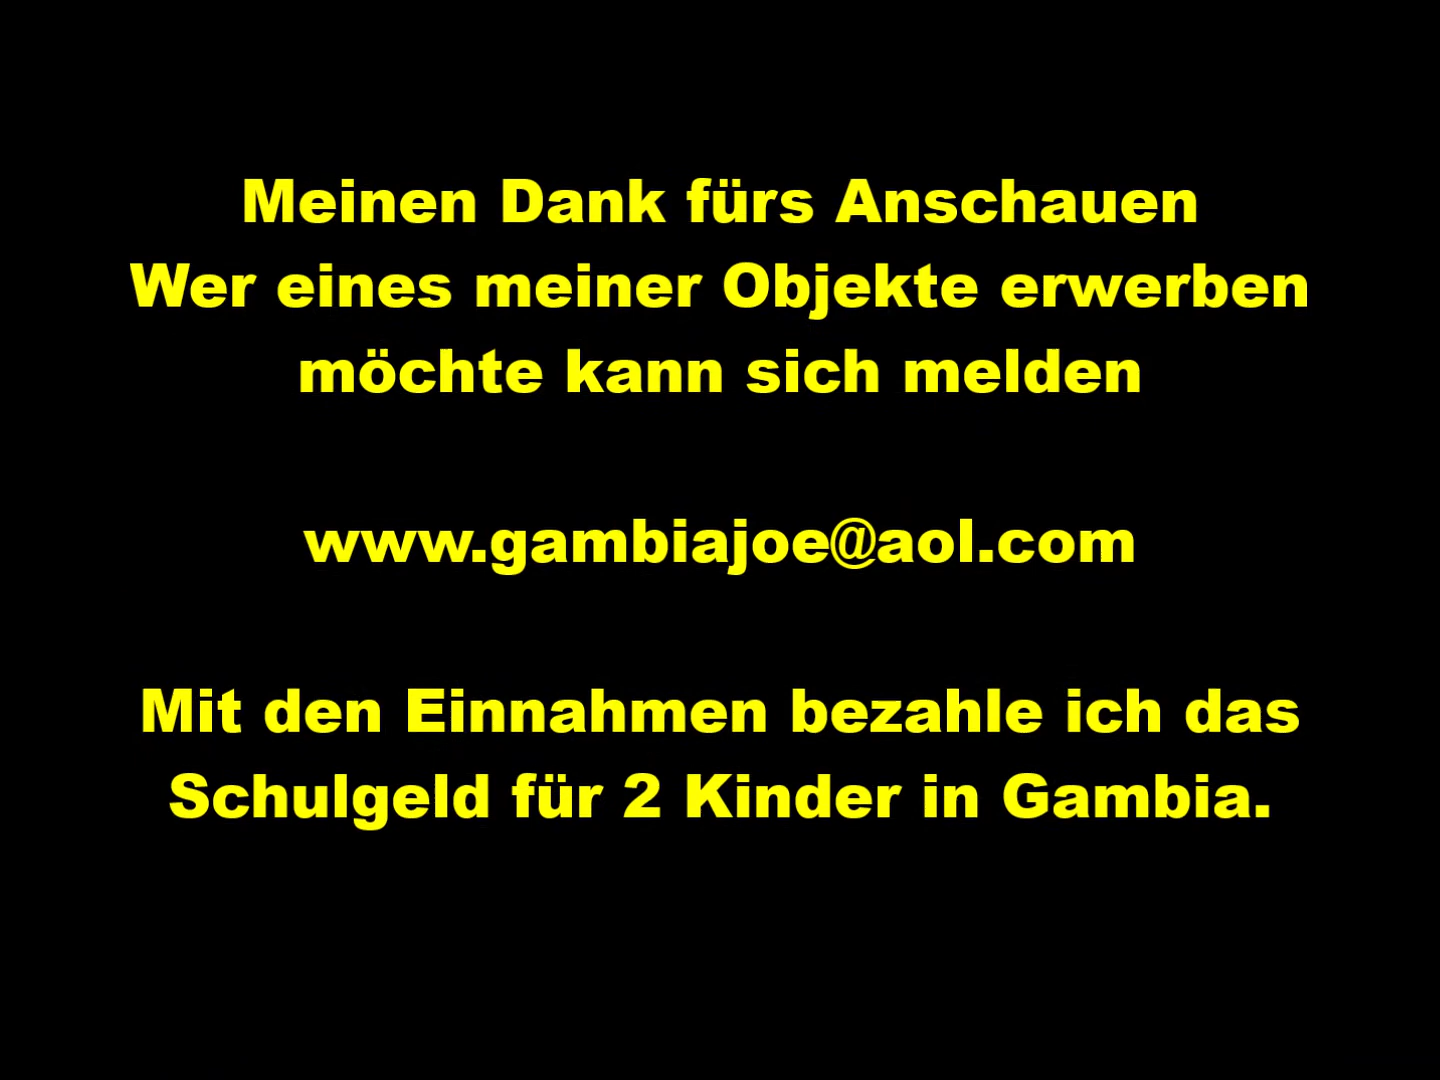 Meinen Dank fürs Anschauen
Wer eines meiner Objekte erwerben
möchte kann sich melden
www.gambiajoe@aol.com
Mit den Einnahmen bezahle ich das
Schulgeld für 2 Kinder in Gambia.